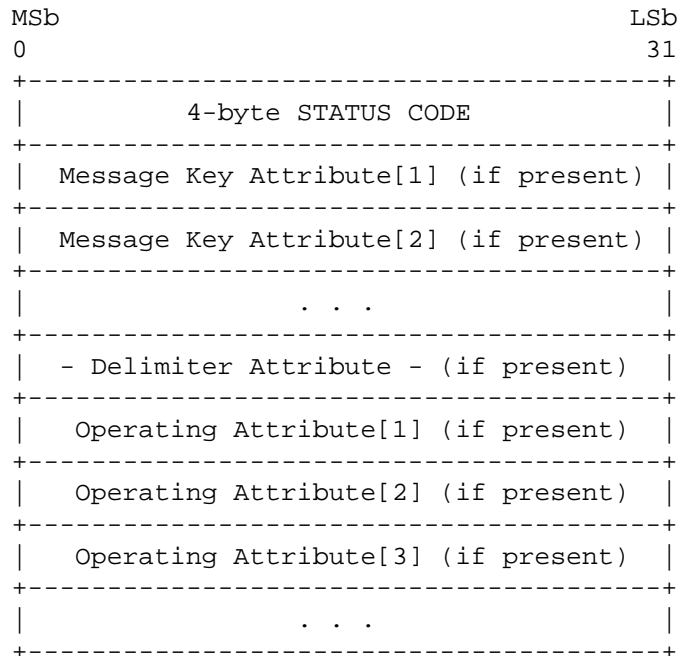 MSb                                       LSb
0                                          31
+----------------------------------------+
|          4-byte STATUS CODE            |
+----------------------------------------+
|  Message Key Attribute[1] (if present) |
+----------------------------------------+
|  Message Key Attribute[2] (if present) |
+----------------------------------------+
|                 . . .                  |
+----------------------------------------+
|  - Delimiter Attribute - (if present)  |
+----------------------------------------+
|   Operating Attribute[1] (if present)  |
+----------------------------------------+
|   Operating Attribute[2] (if present)  |
+----------------------------------------+
|   Operating Attribute[3] (if present)  |
+----------------------------------------+
|                 . . .                  |
+----------------------------------------+